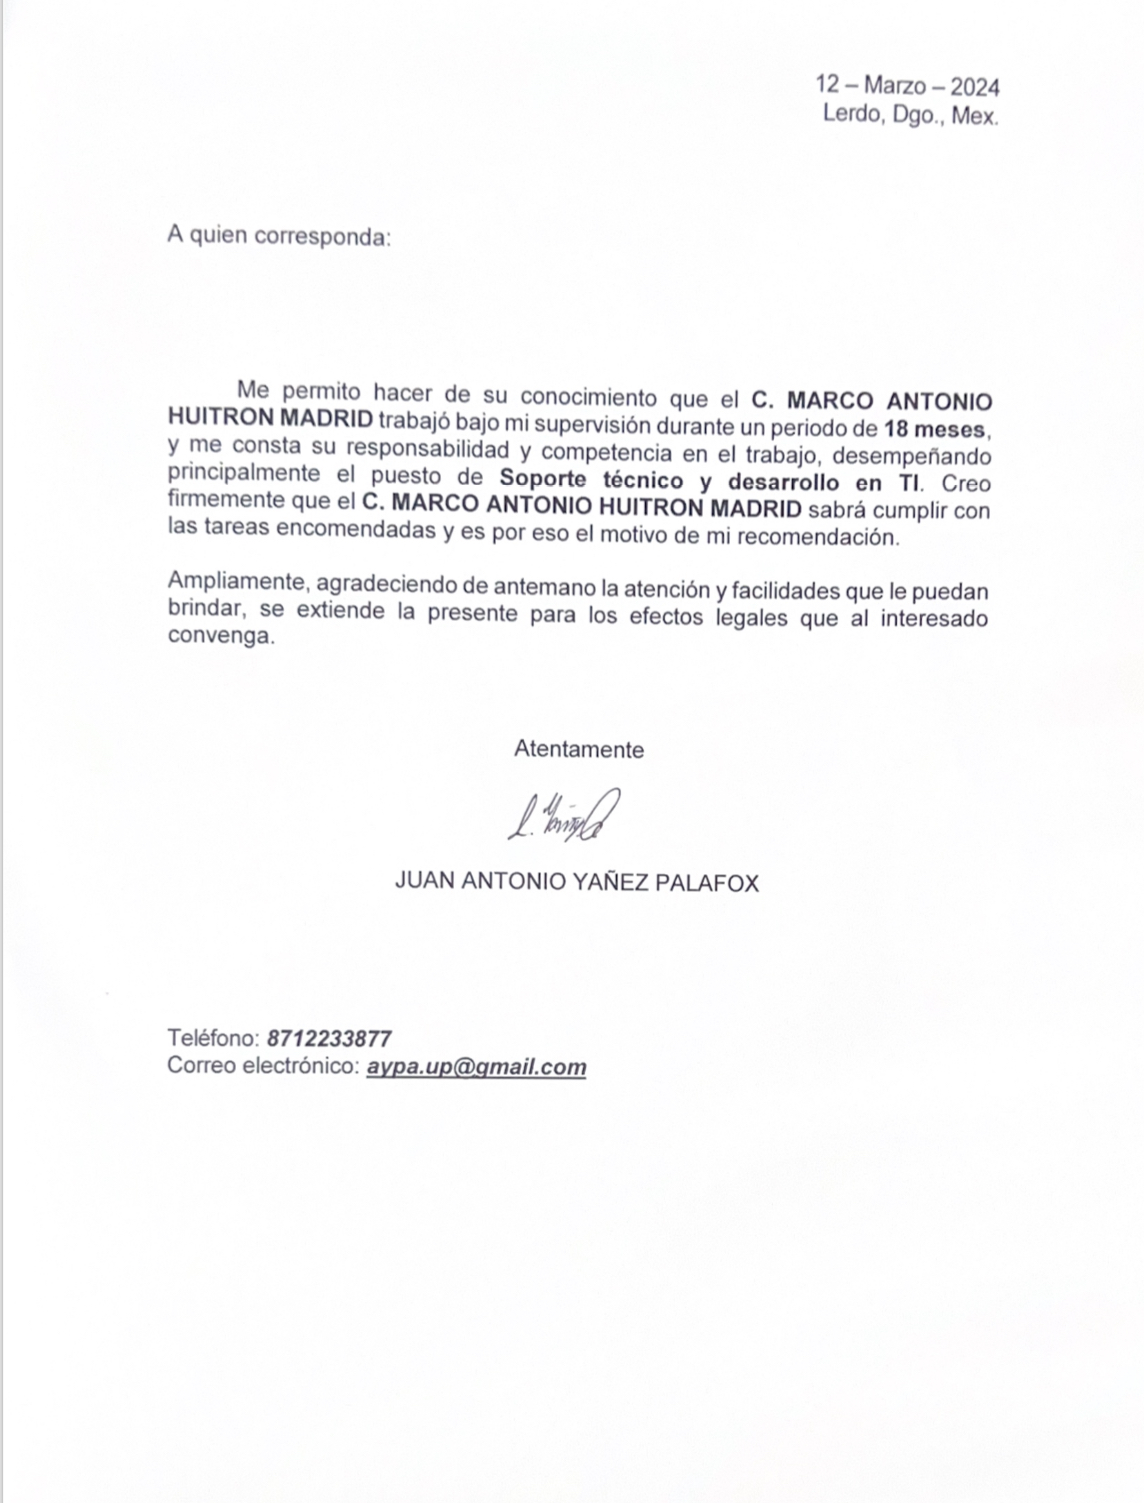 12 – Marzo – 2024
Lerdo, Dgo., Mex.
A quien corresponda:
Me permito hacer de su conocimiento que el C. MARCO ANTONIO
HUITRON MADRID trabajó bajo mi supervisión durante un periodo de 18 meses,
y me consta su responsabilidad y competencia en el trabajo, desempeñando
principalmente el puesto de Soporte técnico y desarrollo en TI. Creo
firmemente que el C. MARCO ANTONIO HUITRON MADRID sabrá cumplir con
las tareas encomendadas y es por eso el motivo de mi recomendación.
Ampliamente, agradeciendo de antemano la atención y facilidades que le puedan
brindar, se extiende la presente para los efectos legales que al interesado
convenga.
Atentamente
JUAN ANTONIO YAÑEZ PALAFOX
Teléfono: 8712233877
Correo electrónico: aypa.up@gmail.com